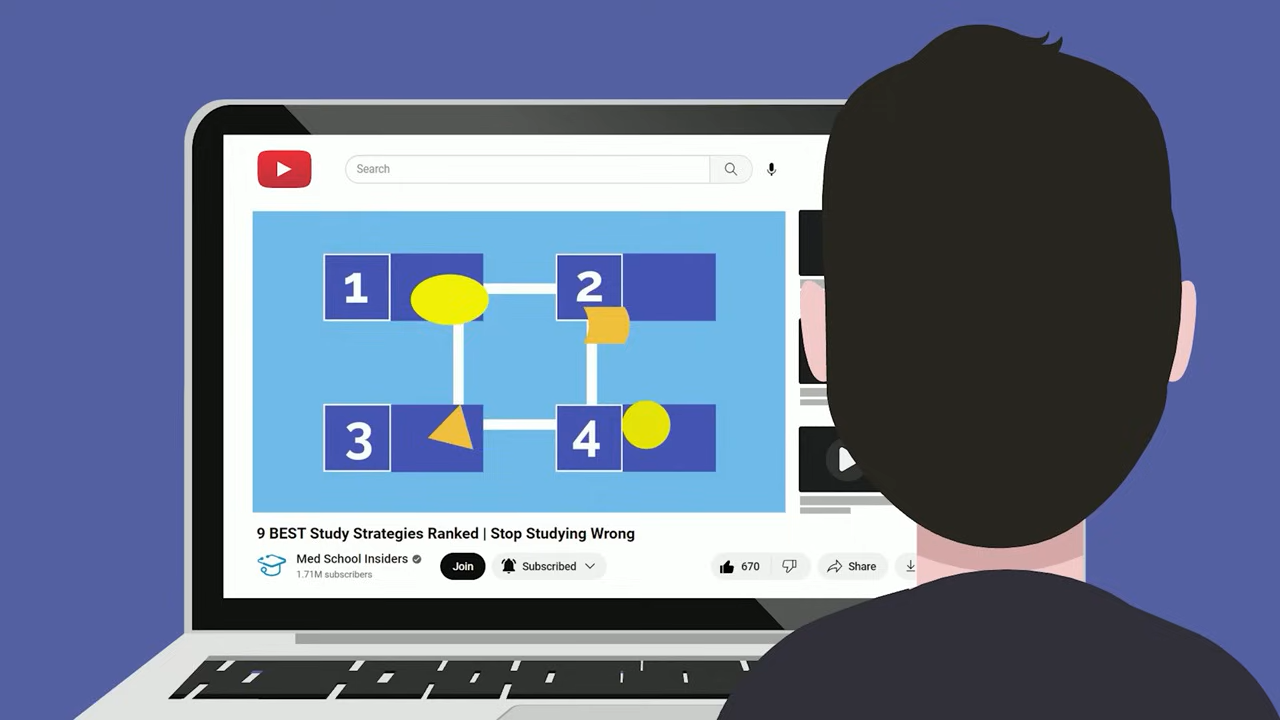 Search
1
2
3
4
9 BEST Study Strategies Ranked | Stop Studying Wrong
Med School Insiders
1.71M subscribers
Join
Subscribed
670
Share